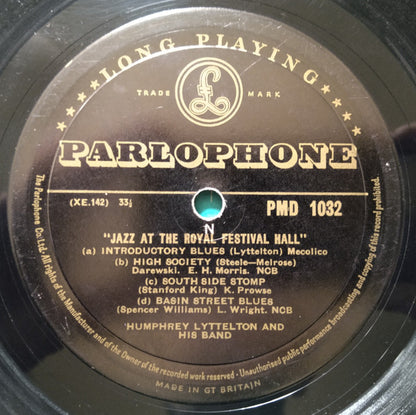 ★★★★LONG PLAYING★★★★
TRADE MARK
£
PARLOPHONE
(XE.142) 33⅓
PMD 1032
N
"JAZZ AT THE ROYAL FESTIVAL HALL"
(a) INTRODUCTORY BLUES (Lyttelton) Mecolico
(b) HIGH SOCIETY (Steele—Melrose)
Darewski. E. H. Morris. NCB
(c) SOUTH SIDE STOMP
(Stanford King) K. Prowse
(d) BASIN STREET BLUES
(Spencer Williams) L. Wright. NCB
HUMPHREY LYTTELTON AND
HIS BAND
The Parlophone Co. Ltd. All rights of the Manufacturer and of the Owner of the recorded work reserved - Unauthorised public performance broadcasting and copying of this record prohibited.
MADE IN GT BRITAIN